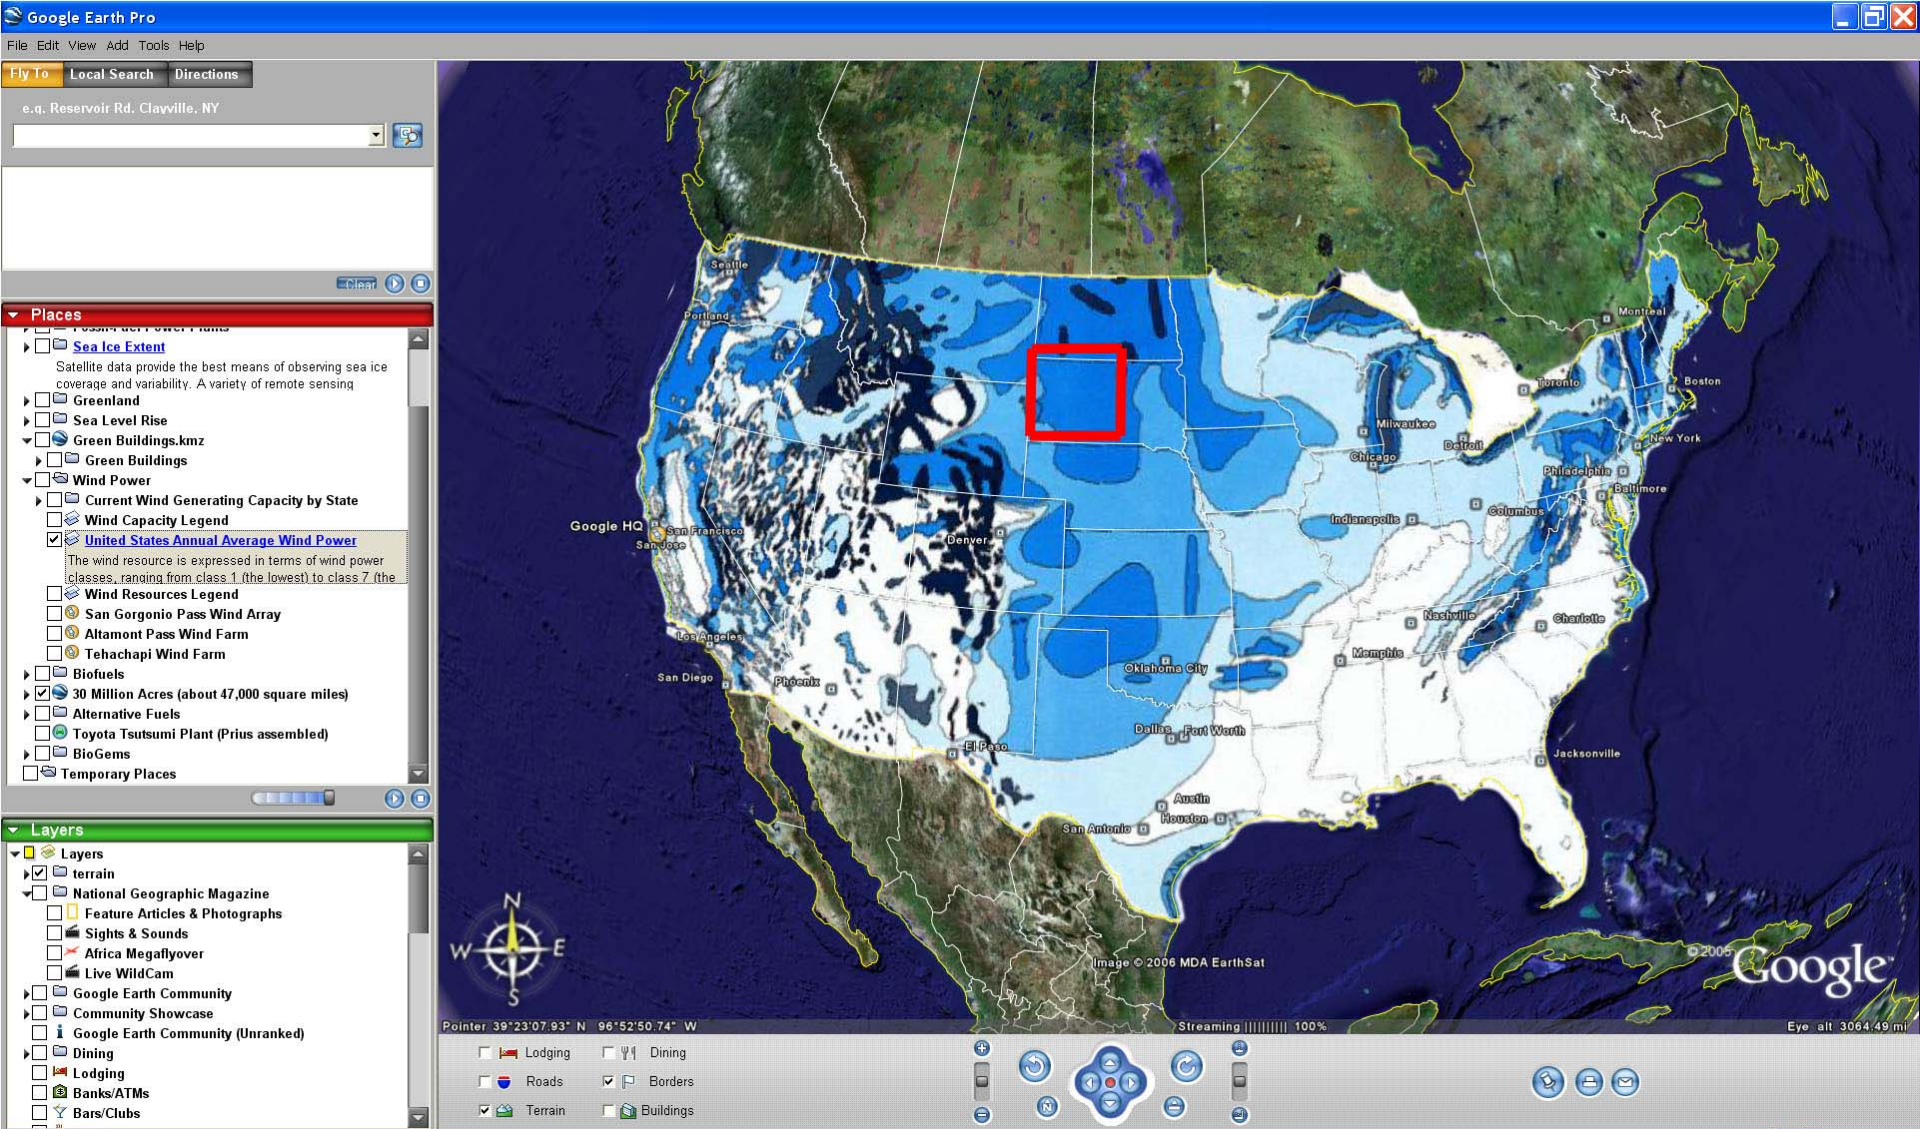 Google Earth Pro
File Edit View Add Tools Help
Fly To Local Search Directions
e.g. Reservoir Rd, Clayville, NY
Clear
Places
Fossil-Fuel Power Plants
Sea Ice Extent
Satellite data provide the best means of observing sea ice
coverage and variability. A variety of remote sensing
Greenland
Sea Level Rise
Green Buildings.kmz
Green Buildings
Wind Power
Current Wind Generating Capacity by State
Wind Capacity Legend
United States Annual Average Wind Power
The wind resource is expressed in terms of wind power
classes, ranging from class 1 (the lowest) to class 7 (the
Wind Resources Legend
San Gorgonio Pass Wind Array
Altamont Pass Wind Farm
Tehachapi Wind Farm
Biofuels
30 Million Acres (about 47,000 square miles)
Alternative Fuels
Toyota Tsutsumi Plant (Prius assembled)
BioGems
Temporary Places
Layers
Layers
terrain
National Geographic Magazine
Feature Articles & Photographs
Sights & Sounds
Africa Megaflyover
Live WildCam
Google Earth Community
Community Showcase
Google Earth Community (Unranked)
Dining
Lodging
Banks/ATMs
Bars/Clubs
Seattle
Portland
Montreal
Toronto
Boston
Milwaukee
Detroit
New York
Chicago
Philadelphia
Baltimore
Columbus
Indianapolis
Google HQ
San Francisco
San Jose
Denver
Nashville
Charlotte
Los Angeles
Memphis
Oklahoma City
San Diego
Phoenix
Dallas
Fort Worth
El Paso
Jacksonville
Austin
Houston
San Antonio
N
W E
S
Image © 2006 MDA EarthSat
© 2005 Google
Pointer 39°23'07.93" N 96°52'50.74" W Streaming |||||||||| 100% Eye alt 3064.49 mi
Lodging Dining
Roads Borders
Terrain Buildings
N